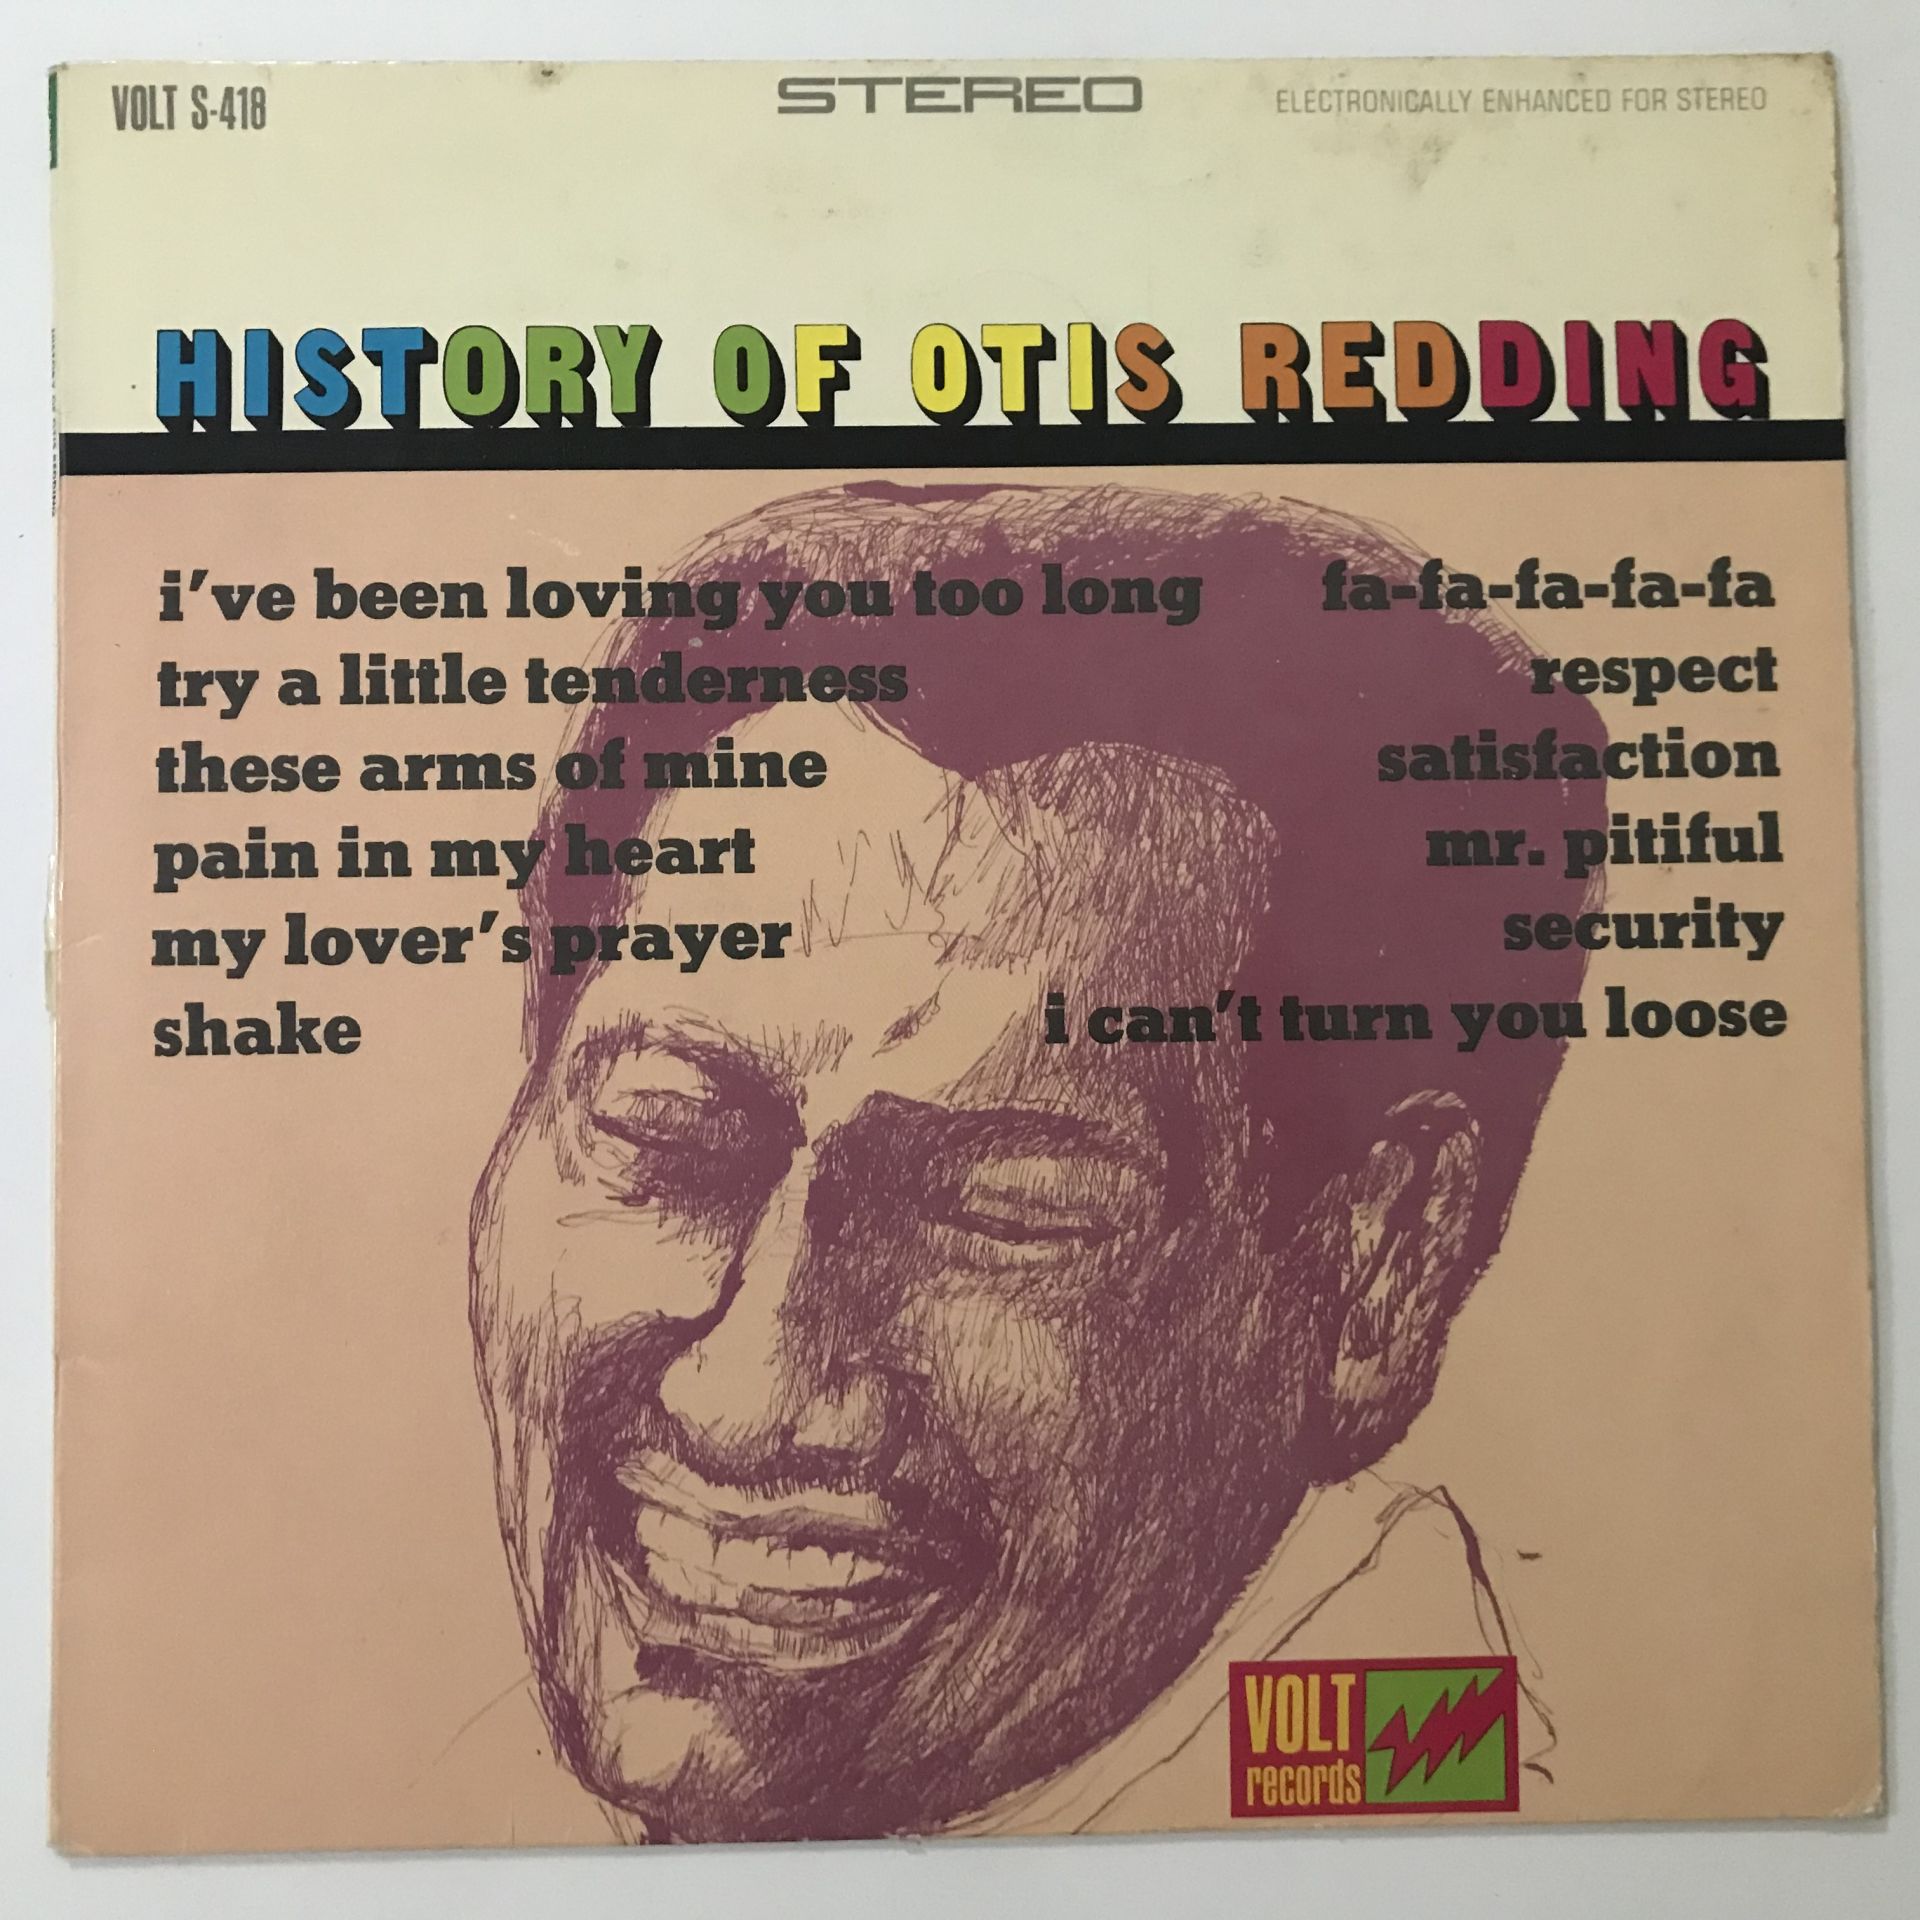 VOLT S-418
STEREO
ELECTRONICALLY ENHANCED FOR STEREO
HISTORY OF OTIS REDDING
i've been loving you too long
try a little tenderness
these arms of mine
pain in my heart
my lover's prayer
shake
fa-fa-fa-fa-fa
respect
satisfaction
mr. pitiful
security
i can't turn you loose
VOLT
records